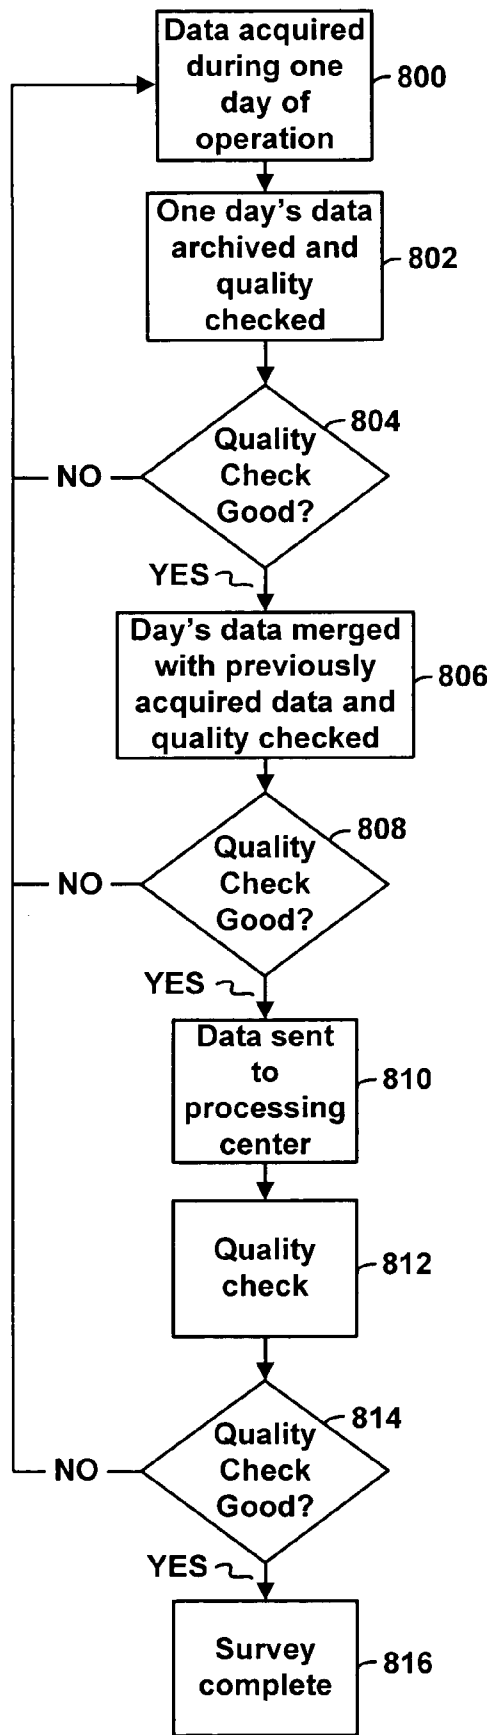 Data acquired
during one
day of
operation
800
One day's data
archived and
quality
checked
802
804
Quality
Check
Good?
NO
YES
Day's data merged
with previously
acquired data and
quality checked
806
808
Quality
Check
Good?
NO
YES
Data sent
to
processing
center
810
Quality
check
812
814
Quality
Check
Good?
NO
YES
Survey
complete
816